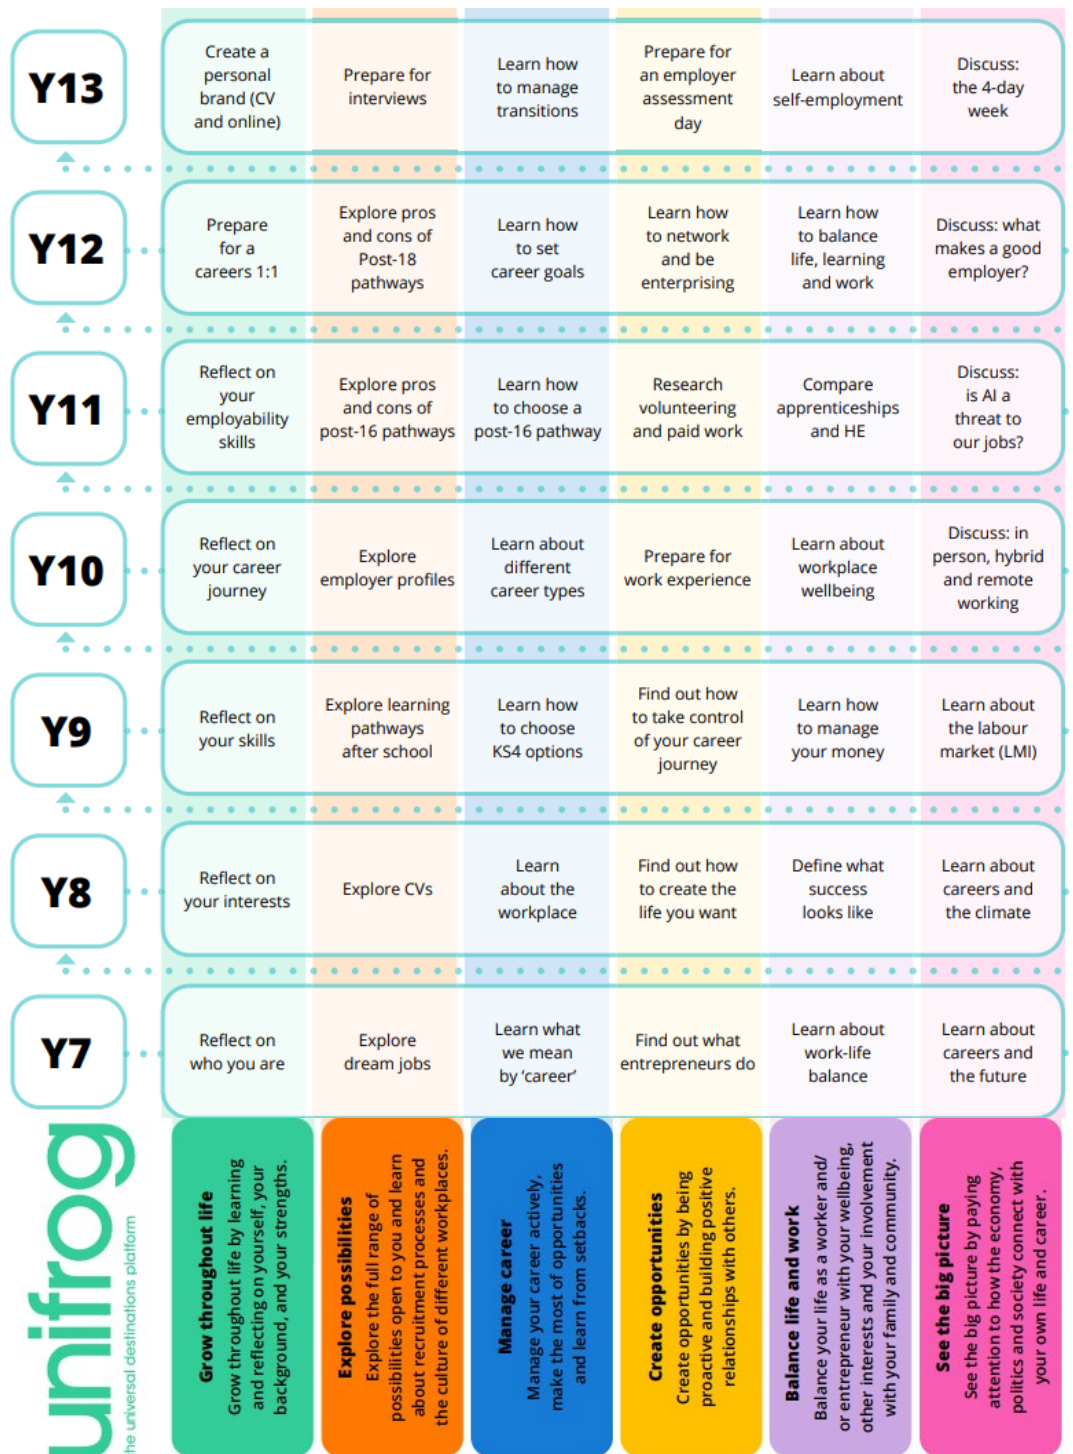 Y13
Create a
personal
brand (CV
and online)
Prepare for
interviews
Learn how
to manage
transitions
Prepare for
an employer
assessment
day
Learn about
self-employment
Discuss:
the 4-day
week
Y12
Prepare
for a
careers 1:1
Explore pros
and cons of
Post-18
pathways
Learn how
to set
career goals
Learn how
to network
and be
enterprising
Learn how
to balance
life, learning
and work
Discuss: what
makes a good
employer?
Y11
Reflect on
your
employability
skills
Explore pros
and cons of
post-16 pathways
Learn how
to choose a
post-16 pathway
Research
volunteering
and paid work
Compare
apprenticeships
and HE
Discuss:
is AI a
threat to
our jobs?
Y10
Reflect on
your career
journey
Explore
employer profiles
Learn about
different
career types
Prepare for
work experience
Learn about
workplace
wellbeing
Discuss: in
person, hybrid
and remote
working
Y9
Reflect on
your skills
Explore learning
pathways
after school
Learn how
to choose
KS4 options
Find out how
to take control
of your career
journey
Learn how
to manage
your money
Learn about
the labour
market (LMI)
Y8
Reflect on
your interests
Explore CVs
Learn
about the
workplace
Find out how
to create the
life you want
Define what
success
looks like
Learn about
careers and
the climate
Y7
Reflect on
who you are
Explore
dream jobs
Learn what
we mean
by ‘career’
Find out what
entrepreneurs do
Learn about
work-life
balance
Learn about
careers and
the future
unifrog
the universal destinations platform
Grow throughout life
Grow throughout life by learning
and reflecting on yourself, your
background, and your strengths.
Explore possibilities
Explore the full range of
possibilities open to you and learn
about recruitment processes and
the culture of different workplaces.
Manage career
Manage your career actively,
make the most of opportunities
and learn from setbacks.
Create opportunities
Create opportunities by being
proactive and building positive
relationships with others.
Balance life and work
Balance your life as a worker and/
or entrepreneur with your wellbeing,
other interests and your involvement
with your family and community.
See the big picture
See the big picture by paying
attention to how the economy,
politics and society connect with
your own life and career.